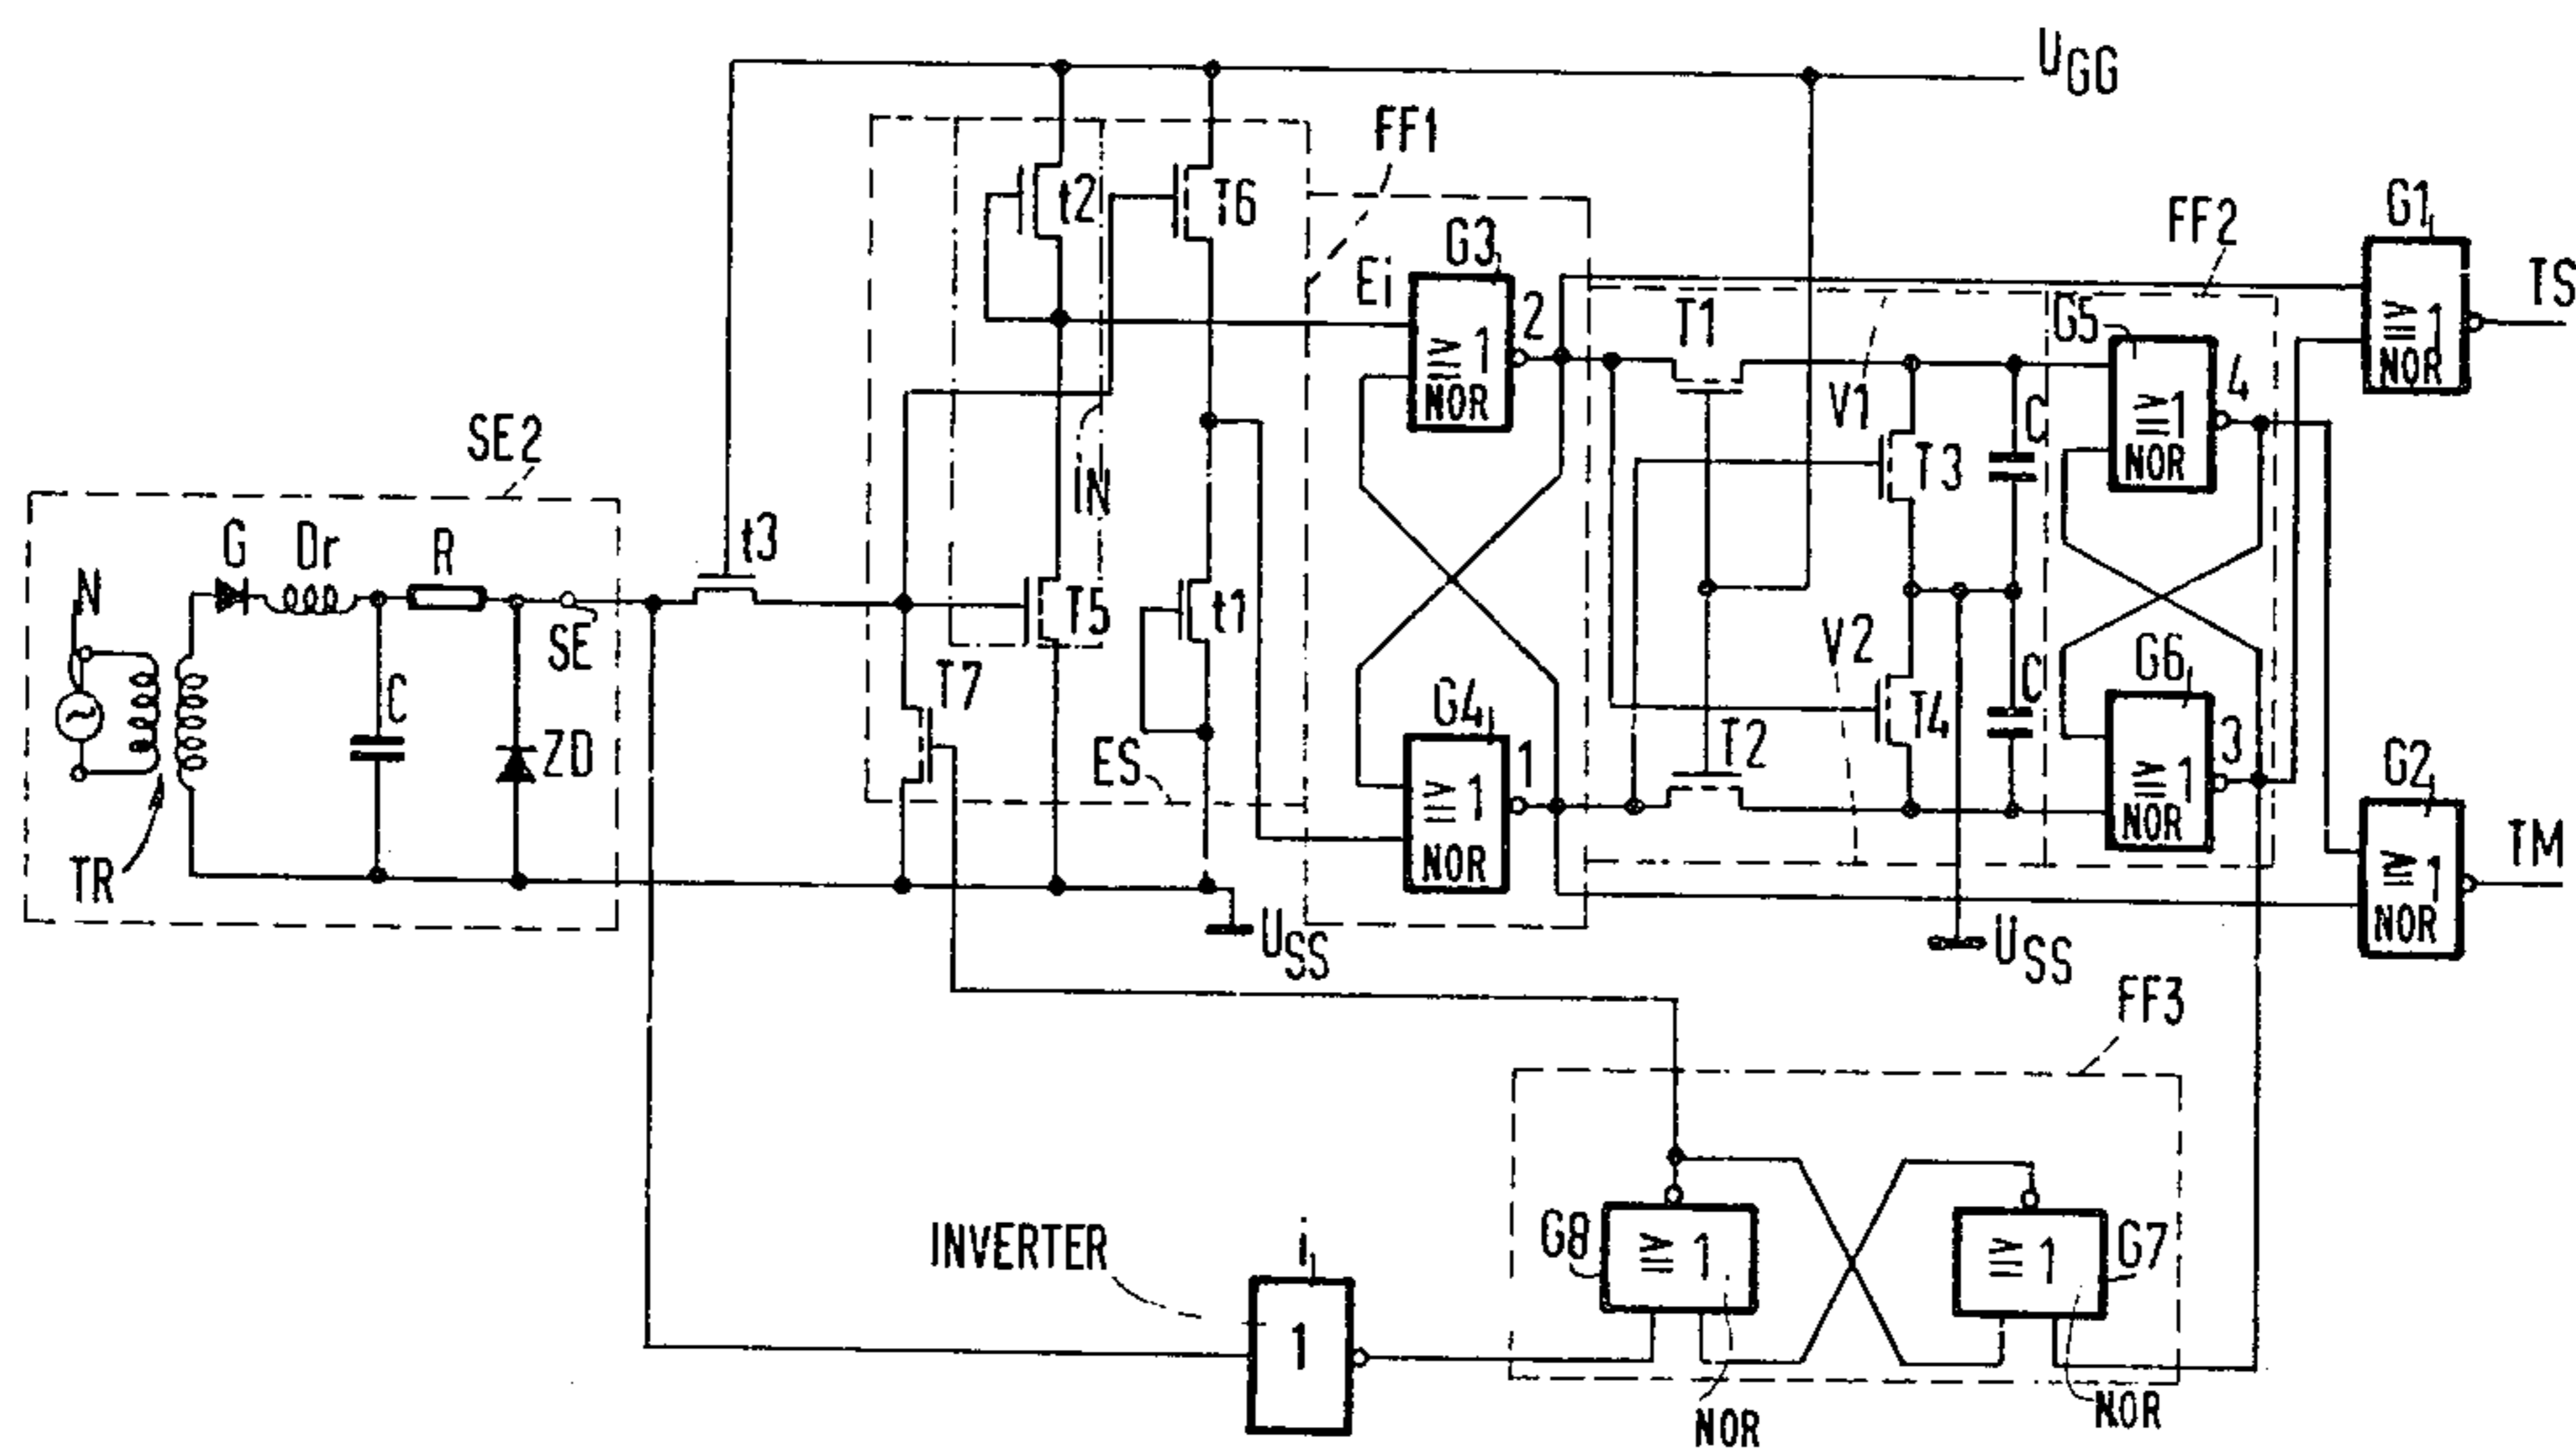 UGG
FF1
t2
T6
G3
Ei
2
≥1
NOR
T1
G1
FF2
TS
≥1
NOR
G5
4
≥1
NOR
V1
C
T3
SE2
IN
G
Dr
R
t3
N
SE
T5
t1
T7
C
ZD
TR
ES
G4
1
≥1
NOR
V2
T2
T4
C
G6
3
≥1
NOR
G2
TM
≥1
NOR
USS
USS
FF3
INVERTER
i
1
G8
≥1
G7
≥1
NOR
NOR